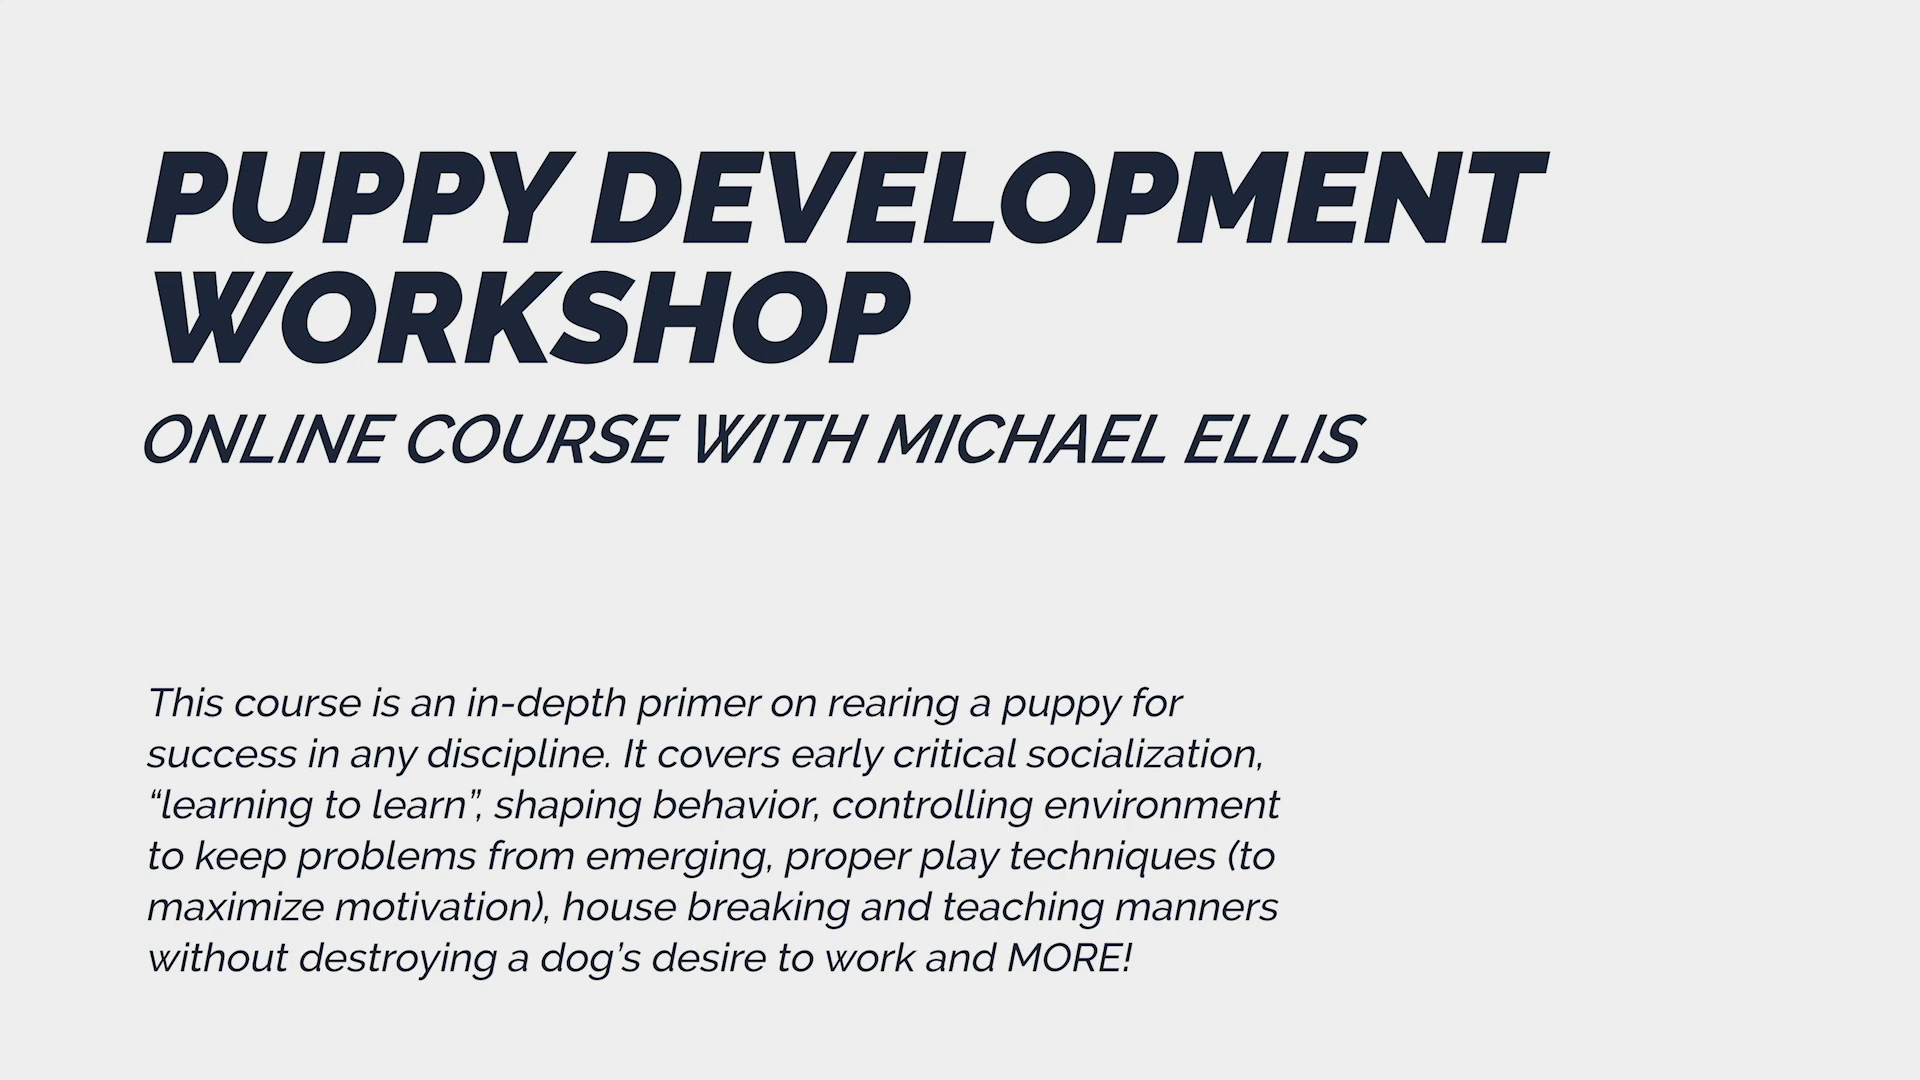 PUPPY DEVELOPMENT
WORKSHOP
ONLINE COURSE WITH MICHAEL ELLIS
This course is an in-depth primer on rearing a puppy for
success in any discipline. It covers early critical socialization,
“learning to learn”, shaping behavior, controlling environment
to keep problems from emerging, proper play techniques (to
maximize motivation), house breaking and teaching manners
without destroying a dog’s desire to work and MORE!